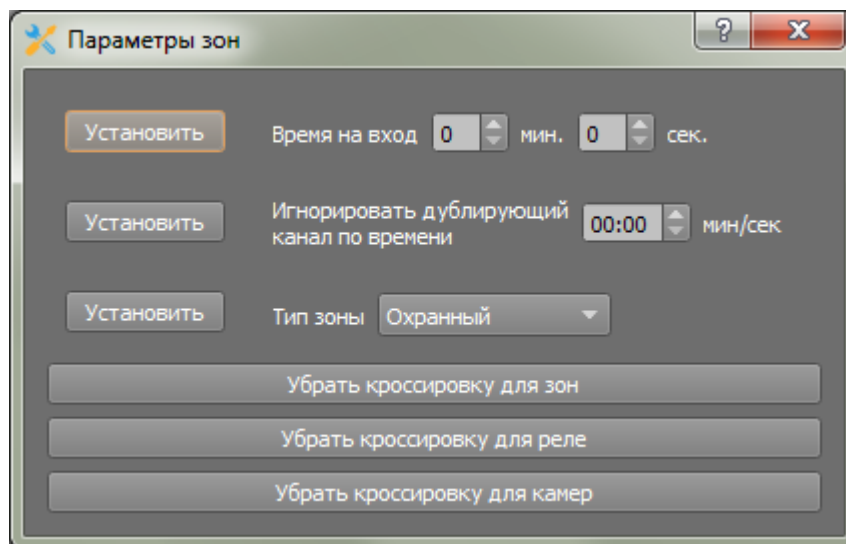 Параметры зон
?
Установить Время на вход 0 мин. 0 сек.
Установить Игнорировать дублирующий
канал по времени 00:00 мин/сек
Установить Тип зоны Охранный
Убрать кроссировку для зон
Убрать кроссировку для реле
Убрать кроссировку для камер